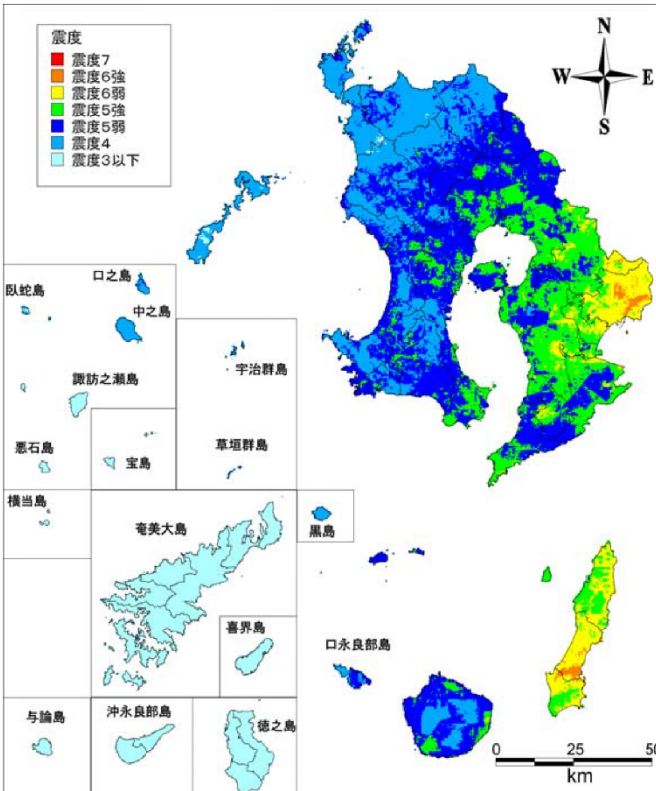 震度
震度7
震度6強
震度6弱
震度5強
震度5弱
震度4
震度3以下
N
W E
S
口之島
臥蛇島
中之島
諏訪之瀬島
悪石島
宝島
宇治群島
草垣群島
横当島
奄美大島
黒島
喜界島
口永良部島
与論島
沖永良部島
徳之島
0 25 50
km